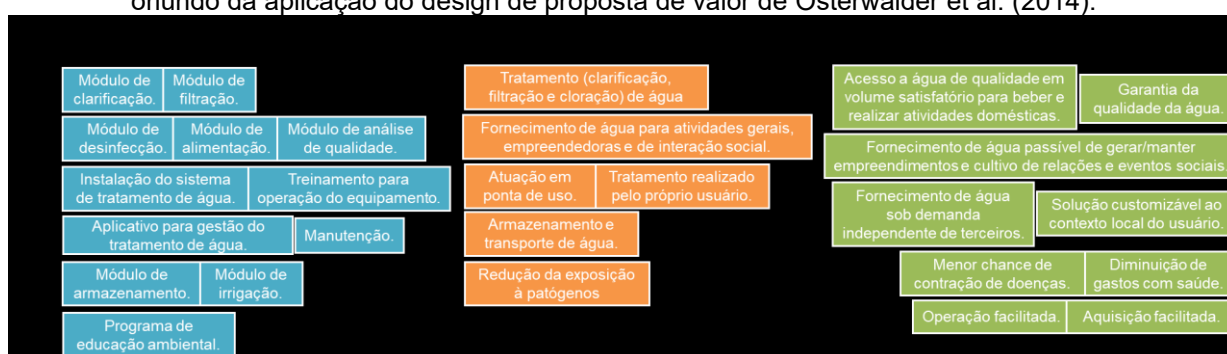 oriundo da aplicação do design de proposta de valor de Osterwalder et al. (2014).
Módulo de
clarificação.
Módulo de
filtração.
Módulo de
desinfecção.
Módulo de
alimentação.
Módulo de análise
de qualidade.
Instalação do sistema
de tratamento de água.
Treinamento para
operação do equipamento.
Aplicativo para gestão do
tratamento de água.
Manutenção.
Módulo de
armazenamento.
Módulo de
irrigação.
Programa de
educação ambiental.
Tratamento (clarificação,
filtração e cloração) de água
Fornecimento de água para atividades gerais,
empreendedoras e de interação social.
Atuação em
ponta de uso.
Tratamento realizado
pelo próprio usuário.
Armazenamento e
transporte de água.
Redução da exposição
à patógenos
Acesso a água de qualidade em
volume satisfatório para beber e
realizar atividades domésticas.
Garantia da
qualidade da água.
Fornecimento de água passível de gerar/manter
empreendimentos e cultivo de relações e eventos sociais.
Fornecimento de água
sob demanda
independente de terceiros.
Solução customizável ao
contexto local do usuário.
Menor chance de
contração de doenças.
Diminuição de
gastos com saúde.
Operação facilitada.
Aquisição facilitada.